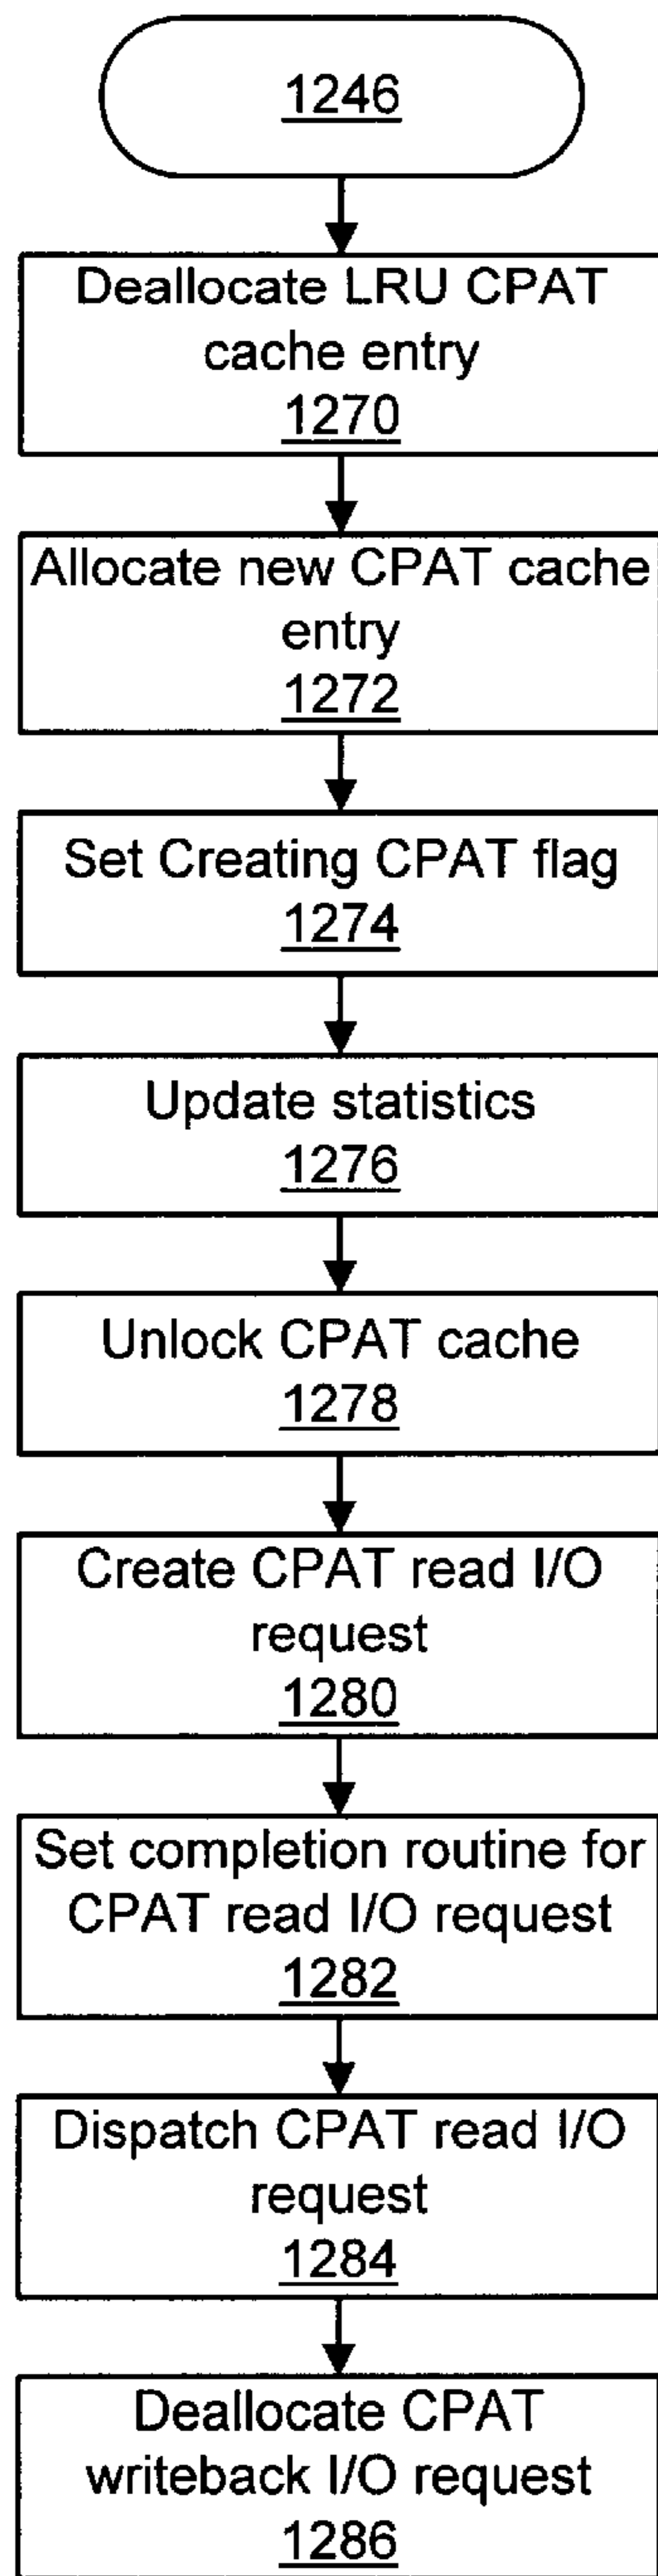 1246
Deallocate LRU CPAT
cache entry
1270
Allocate new CPAT cache
entry
1272
Set Creating CPAT flag
1274
Update statistics
1276
Unlock CPAT cache
1278
Create CPAT read I/O
request
1280
Set completion routine for
CPAT read I/O request
1282
Dispatch CPAT read I/O
request
1284
Deallocate CPAT
writeback I/O request
1286